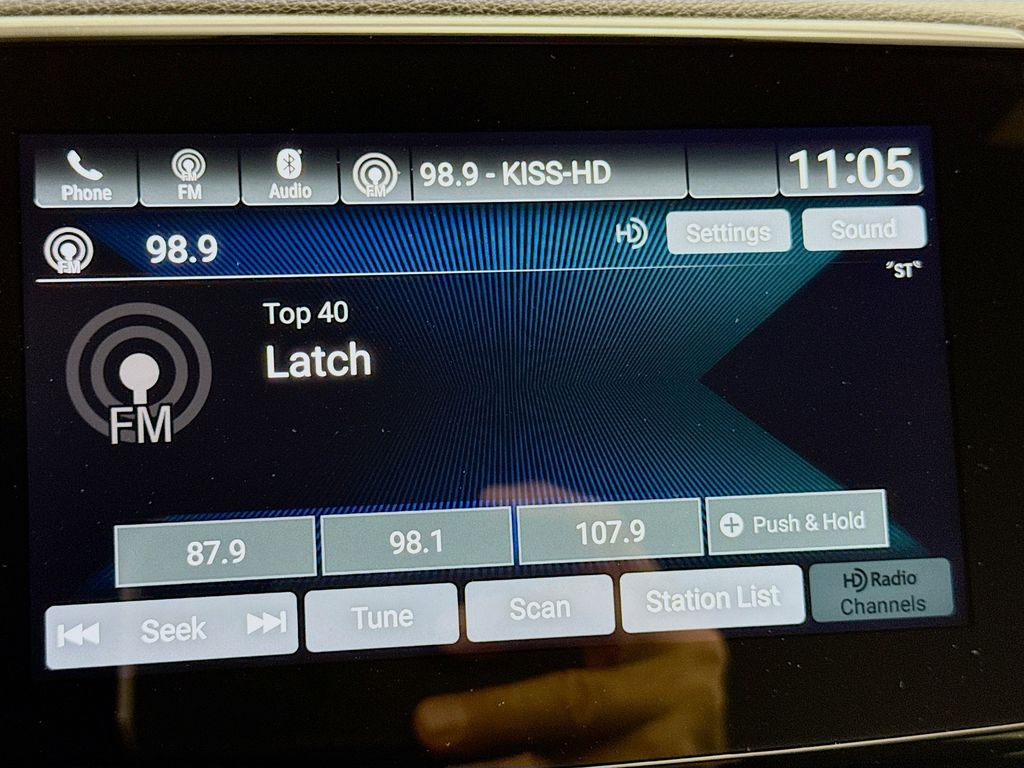 Phone
FM
Audio
FM
98.9 - KISS-HD
11:05
FM
98.9
HD
Settings
Sound
"ST"
Top 40
Latch
FM
87.9
98.1
107.9
+ Push & Hold
Seek
Tune
Scan
Station List
HD Radio
Channels